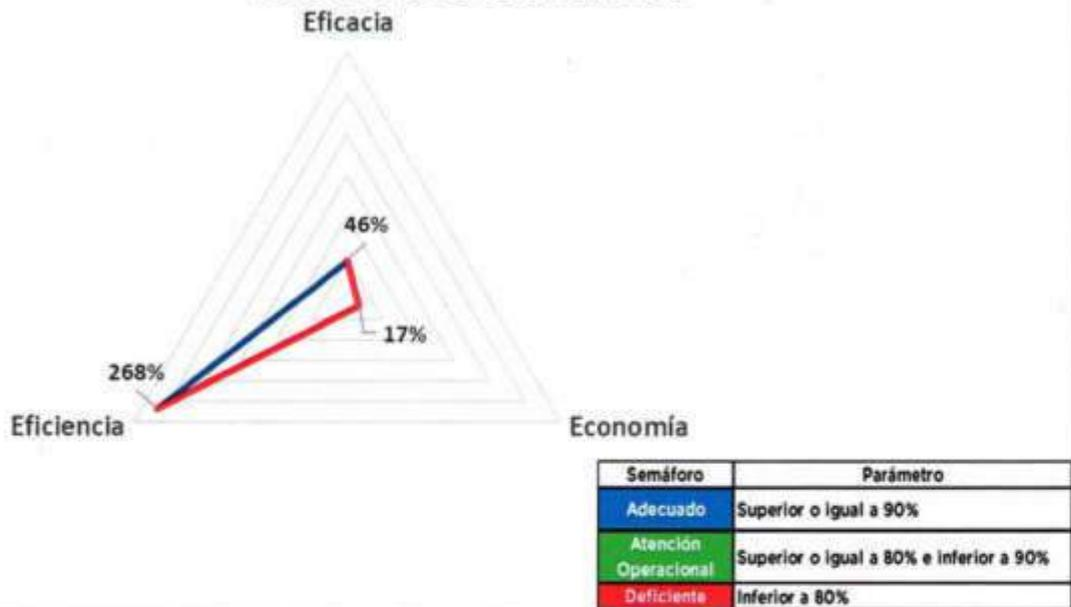 Eficacia
46%
17%
268%
Eficiencia
Economía
Semáforo Parámetro
Adecuado Superior o igual a 90%
Atención
Operacional Superior o igual a 80% e inferior a 90%
Deficiente Inferior a 80%